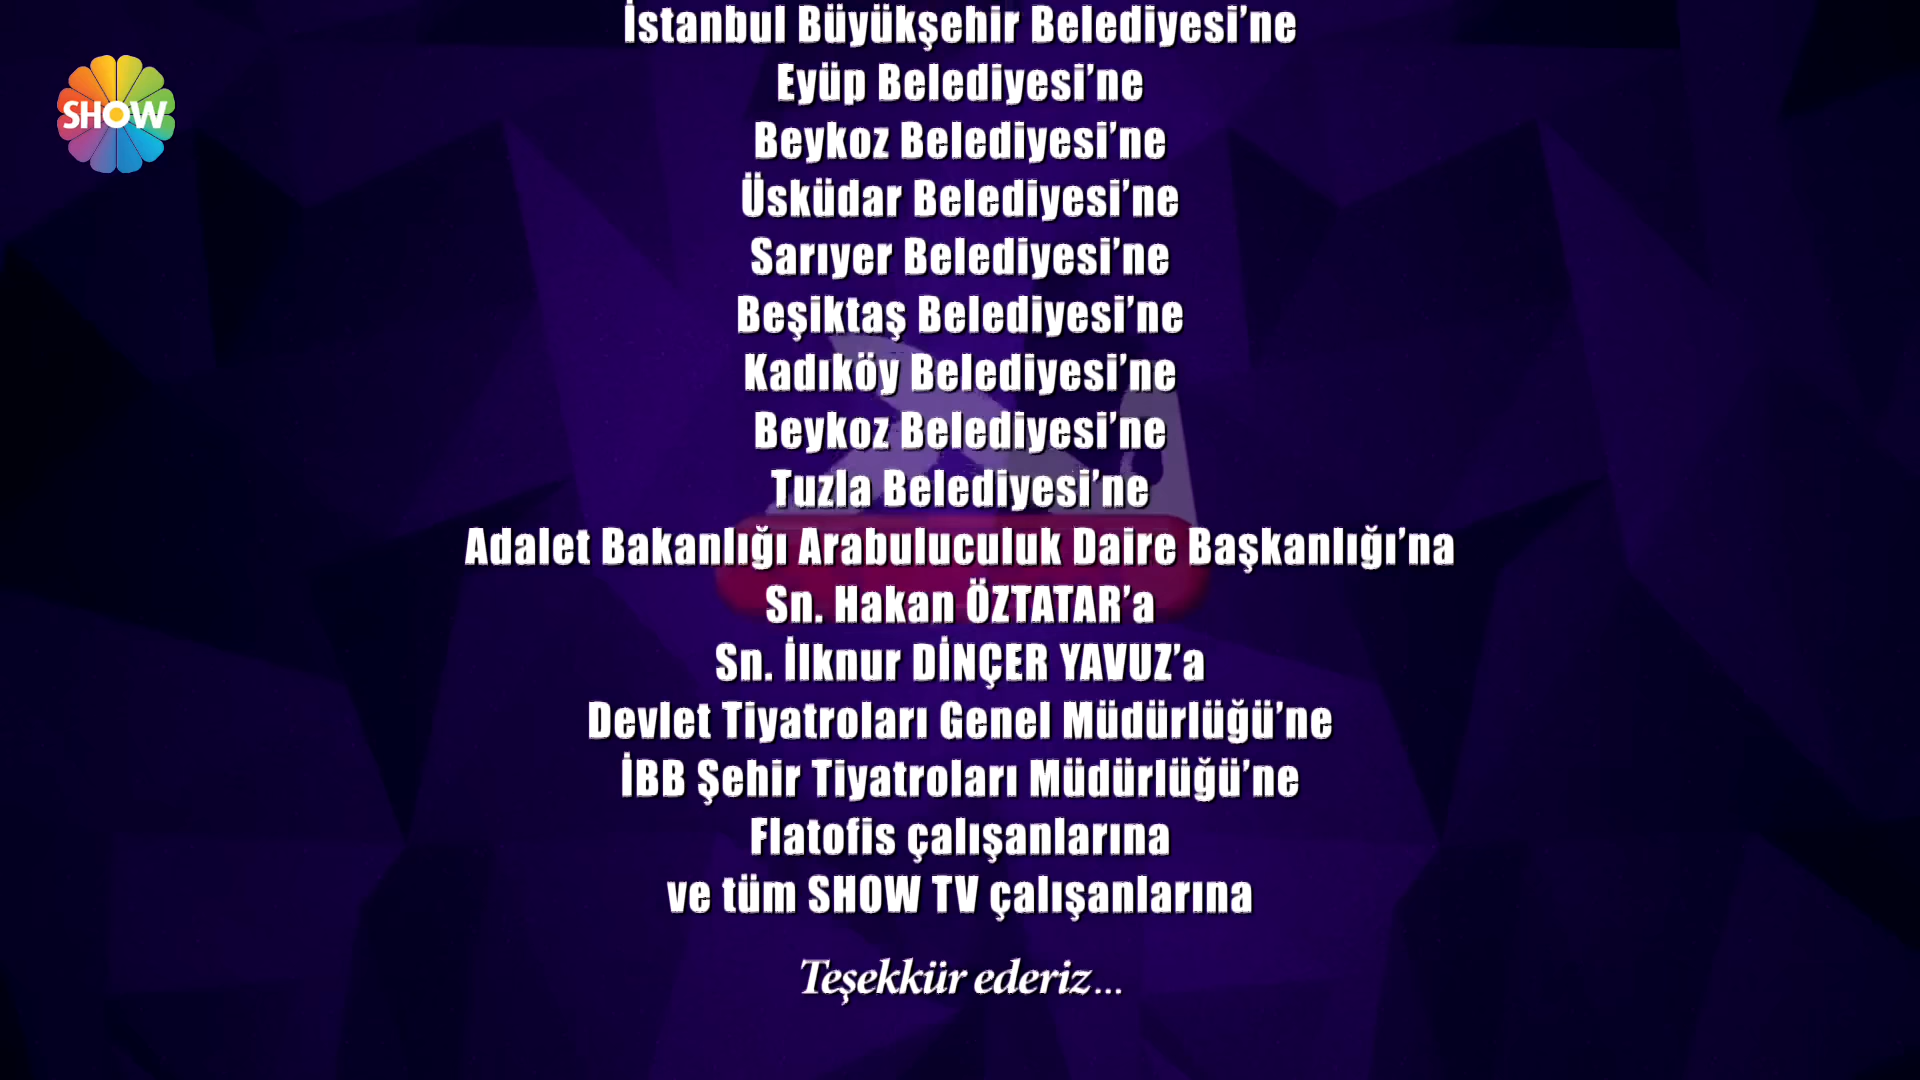 İstanbul Büyükşehir Belediyesi’ne
SHOW
Eyüp Belediyesi’ne
Beykoz Belediyesi’ne
Üsküdar Belediyesi’ne
Sarıyer Belediyesi’ne
Beşiktaş Belediyesi’ne
Kadıköy Belediyesi’ne
Beykoz Belediyesi’ne
Tuzla Belediyesi’ne
Adalet Bakanlığı Arabuluculuk Daire Başkanlığı’na
Sn. Hakan ÖZTATAR’a
Sn. İlknur DİNÇER YAVUZ’a
Devlet Tiyatroları Genel Müdürlüğü’ne
İBB Şehir Tiyatroları Müdürlüğü’ne
Flatofis çalışanlarına
ve tüm SHOW TV çalışanlarına
Teşekkür ederiz...